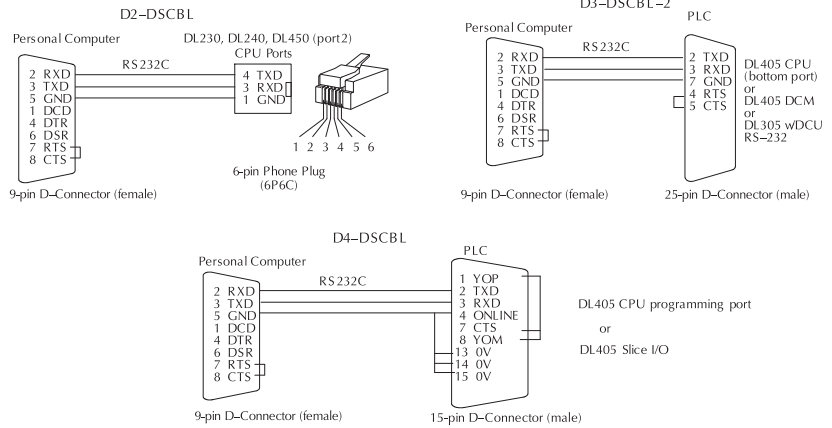 D2–DSCBL
Personal Computer
DL230, DL240, DL450 (port2)
CPU Ports
RS232C
2 RXD
3 TXD
5 GND
1 DCD
4 DTR
6 DSR
7 RTS
8 CTS
4 TXD
3 RXD
1 GND
1 2 3 4 5 6
6-pin Phone Plug
(6P6C)
9-pin D–Connector (female)
D3–DSCBL–2
Personal Computer
PLC
RS232C
2 RXD
3 TXD
5 GND
1 DCD
4 DTR
6 DSR
7 RTS
8 CTS
2 TXD
3 RXD
7 GND
4 RTS
5 CTS
DL405 CPU
(bottom port)
or
DL405 DCM
or
DL305 wDCU
RS–232
9-pin D–Connector (female)
25-pin D–Connector (male)
D4–DSCBL
Personal Computer
PLC
RS232C
2 RXD
3 TXD
5 GND
1 DCD
4 DTR
6 DSR
7 RTS
8 CTS
1 YOP
2 TXD
3 RXD
4 ONLINE
7 CTS
8 YOM
13 0V
14 0V
15 0V
DL405 CPU programming port
or
DL405 Slice I/O
9-pin D–Connector (female)
15-pin D–Connector (male)